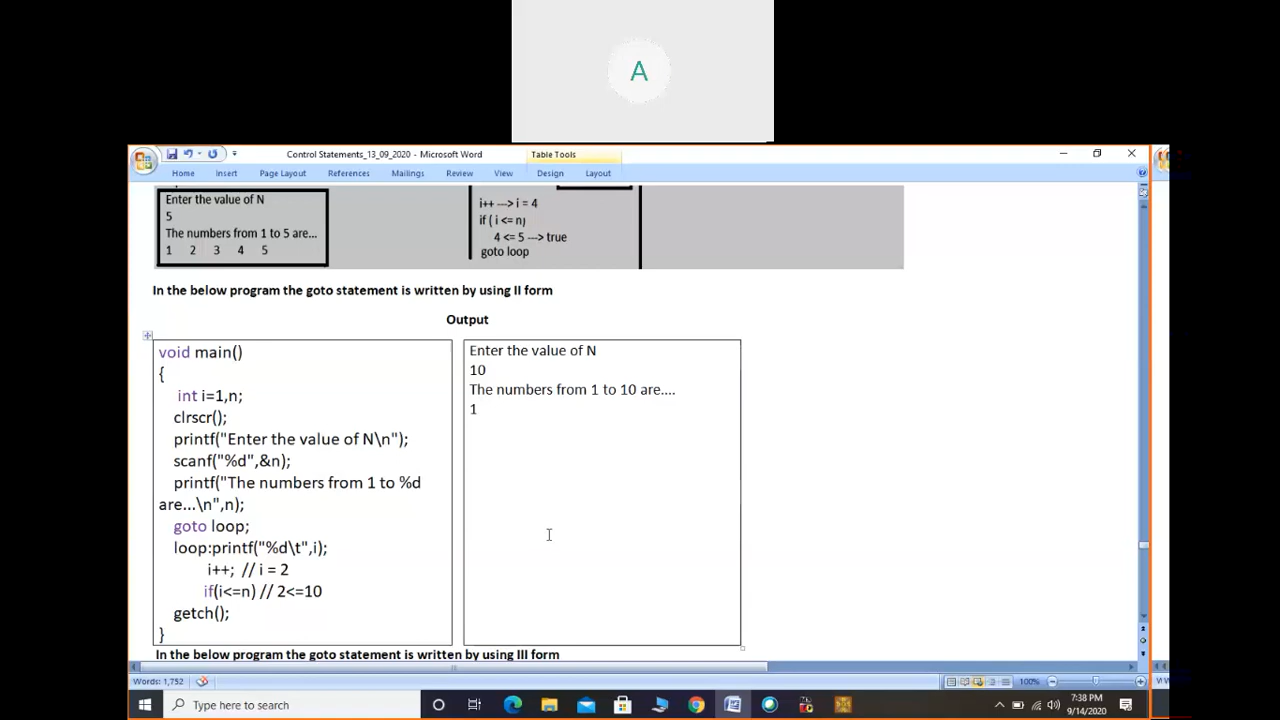 A
Control Statements_13_09_2020 - Microsoft Word
Table Tools
Home Insert Page Layout References Mailings Review View Design Layout
Enter the value of N
5
The numbers from 1 to 5 are...
1 2 3 4 5
i++ ---> i = 4
if ( i <= n)
4 <= 5 ---> true
goto loop
In the below program the goto statement is written by using II form
Output
void main()
{
int i=1,n;
clrscr();
printf("Enter the value of N\n");
scanf("%d",&n);
printf("The numbers from 1 to %d
are...\n",n);
goto loop;
loop:printf("%d\t",i);
i++; // i = 2
if(i<=n) // 2<=10
getch();
}
Enter the value of N
10
The numbers from 1 to 10 are....
1
In the below program the goto statement is written by using III form
Words: 1,752
100%
Type here to search
7:38 PM
9/14/2020